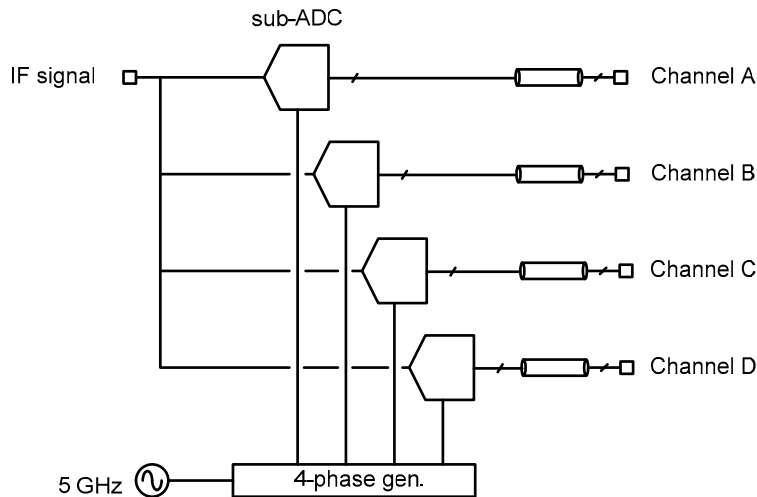 sub-ADC
IF signal
Channel A
Channel B
Channel C
Channel D
5 GHz
4-phase gen.